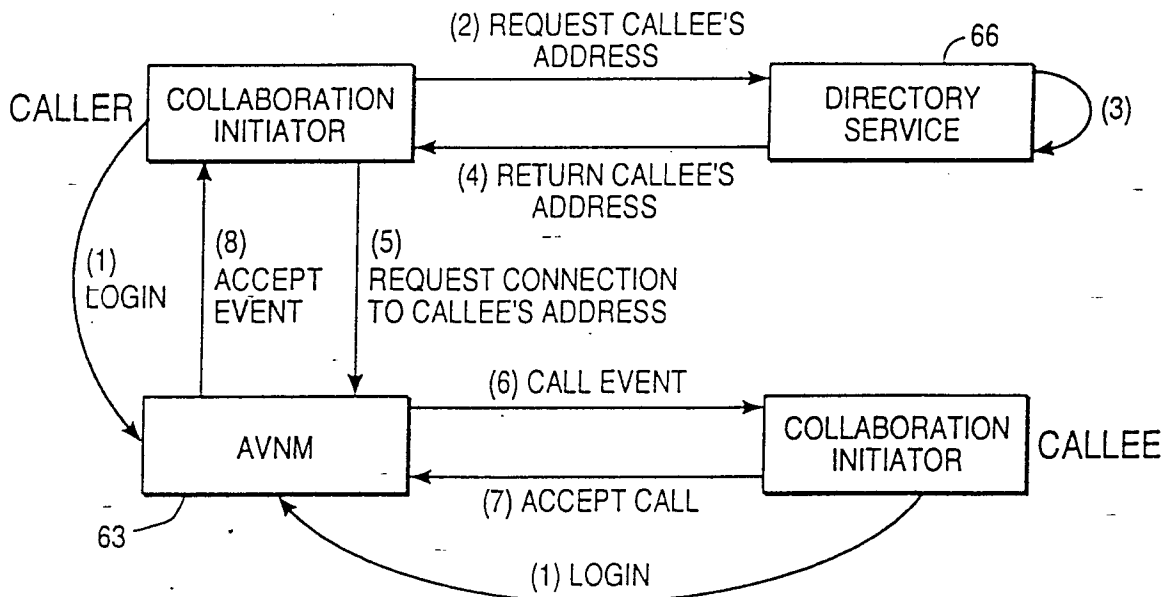 (2) REQUEST CALLEE'S
ADDRESS
66
CALLER
COLLABORATION
INITIATOR
DIRECTORY
SERVICE
(3)
(4) RETURN CALLEE'S
ADDRESS
(1)
LOGIN
(8)
ACCEPT
EVENT
(5)
REQUEST CONNECTION
TO CALLEE'S ADDRESS
(6) CALL EVENT
AVNM
COLLABORATION
INITIATOR
CALLEE
(7) ACCEPT CALL
63
(1) LOGIN